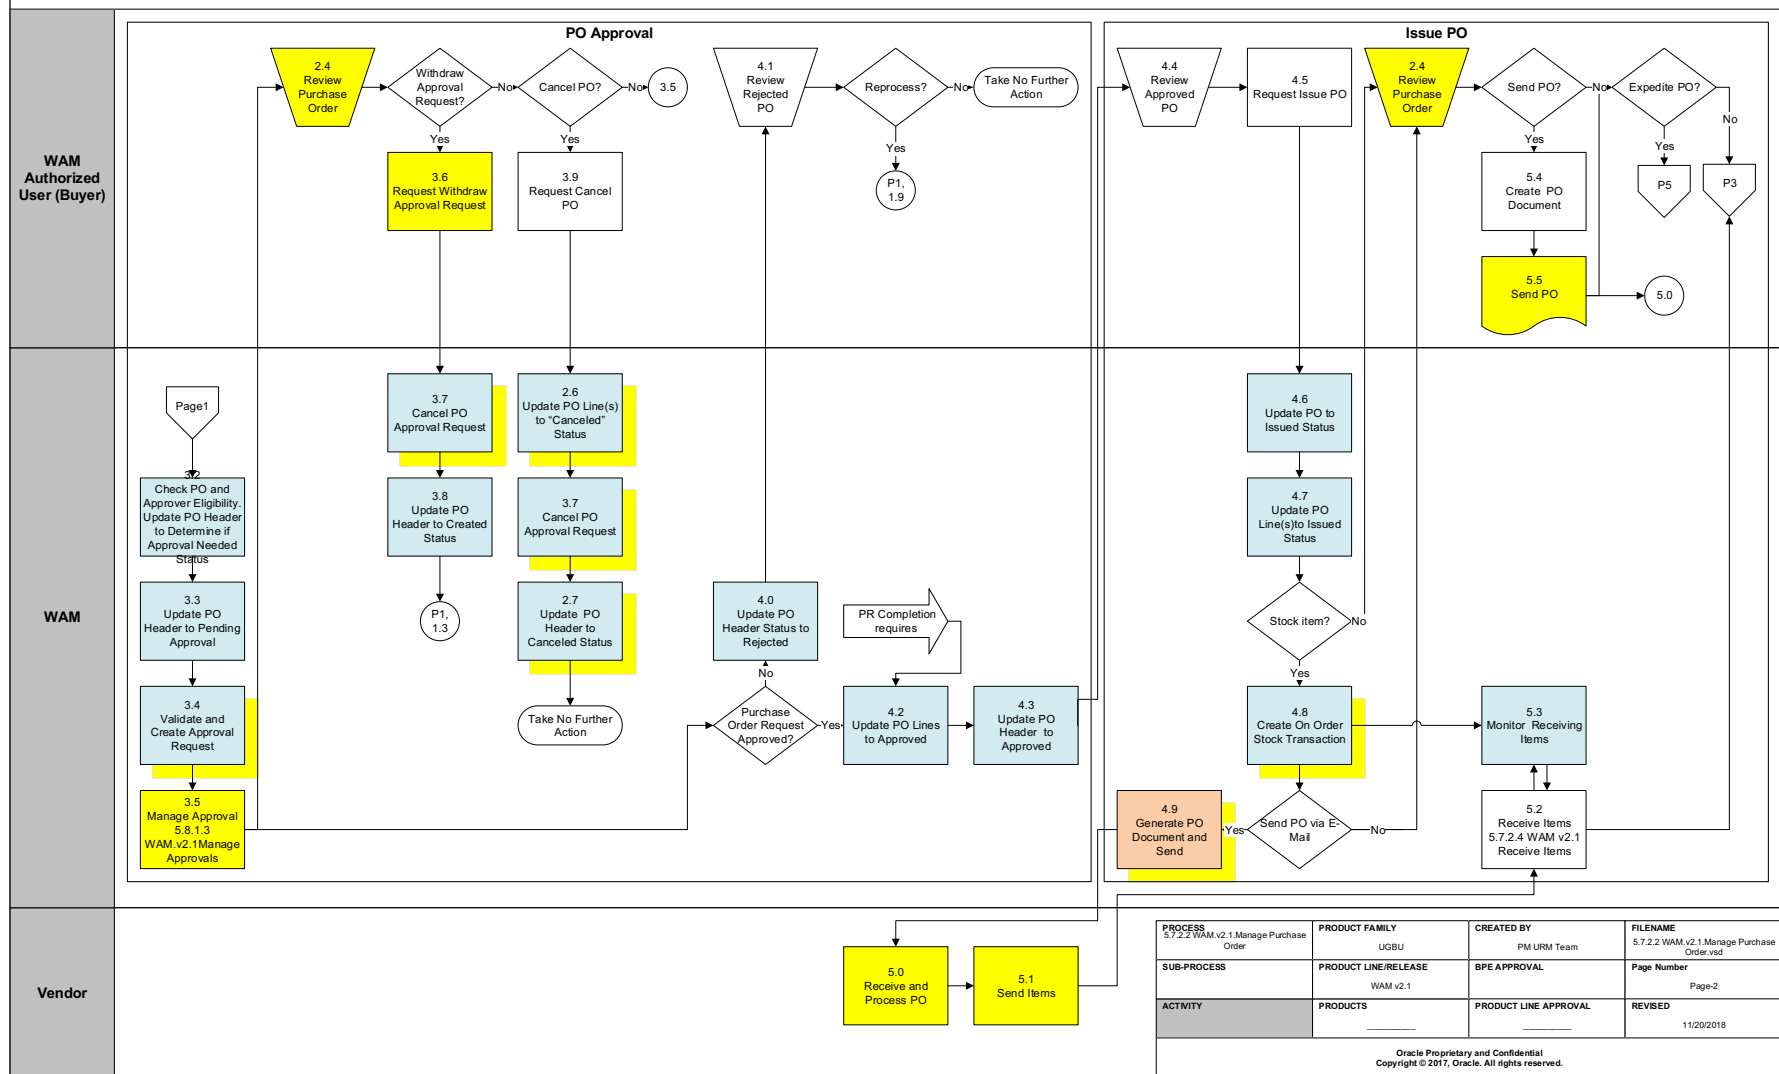 PO Approval
Issue PO
WAM
Authorized
User (Buyer)
2.4
Review
Purchase
Order
Withdraw
Approval
Request?
No
Cancel PO?
No
3.5
Yes
Yes
3.6
Request Withdraw
Approval Request
3.9
Request Cancel
PO
4.1
Review
Rejected
PO
Reprocess?
No
Take No Further
Action
Yes
P1,
1.9
4.4
Review
Approved
PO
4.5
Request Issue PO
2.4
Review
Purchase
Order
Send PO?
No
Expedite PO?
No
Yes
Yes
5.4
Create PO
Document
P5
P3
5.5
Send PO
5.0
WAM
Page1
3.2
Check PO and
Approver Eligibility.
Update PO Header
to Determine if
Approval Needed
Status
3.3
Update PO
Header to Pending
Approval
3.4
Validate and
Create Approval
Request
3.5
Manage Approval
5.8.1.3
WAM.v2.1Manage
Approvals
3.7
Cancel PO
Approval Request
3.8
Update PO
Header to Created
Status
P1,
1.3
2.6
Update PO Line(s)
to “Canceled”
Status
3.7
Cancel PO
Approval Request
2.7
Update PO
Header to
Canceled Status
Take No Further
Action
4.0
Update PO
Header Status to
Rejected
No
Purchase
Order Request
Approved?
Yes
PR Completion
requires
4.2
Update PO Lines
to Approved
4.3
Update PO
Header to
Approved
4.6
Update PO to
Issued Status
4.7
Update PO
Line(s)to Issued
Status
Stock item?
No
Yes
4.8
Create On Order
Stock Transaction
5.3
Monitor Receiving
Items
4.9
Generate PO
Document and
Send
Yes
Send PO via E-
Mail
No
5.2
Receive Items
5.7.2.4 WAM v2.1
Receive Items
Vendor
5.0
Receive and
Process PO
5.1
Send Items
PROCESS
5.7.2.2 WAM.v2.1.Manage Purchase
Order
PRODUCT FAMILY
UGBU
CREATED BY
PM URM Team
FILENAME
5.7.2.2 WAM.v2.1.Manage Purchase
Order.vsd
SUB-PROCESS
PRODUCT LINE/RELEASE
WAM v2.1
BPE APPROVAL
Page Number
Page-2
ACTIVITY
PRODUCTS
PRODUCT LINE APPROVAL
REVISED
11/20/2018
Oracle Proprietary and Confidential
Copyright © 2017, Oracle. All rights reserved.